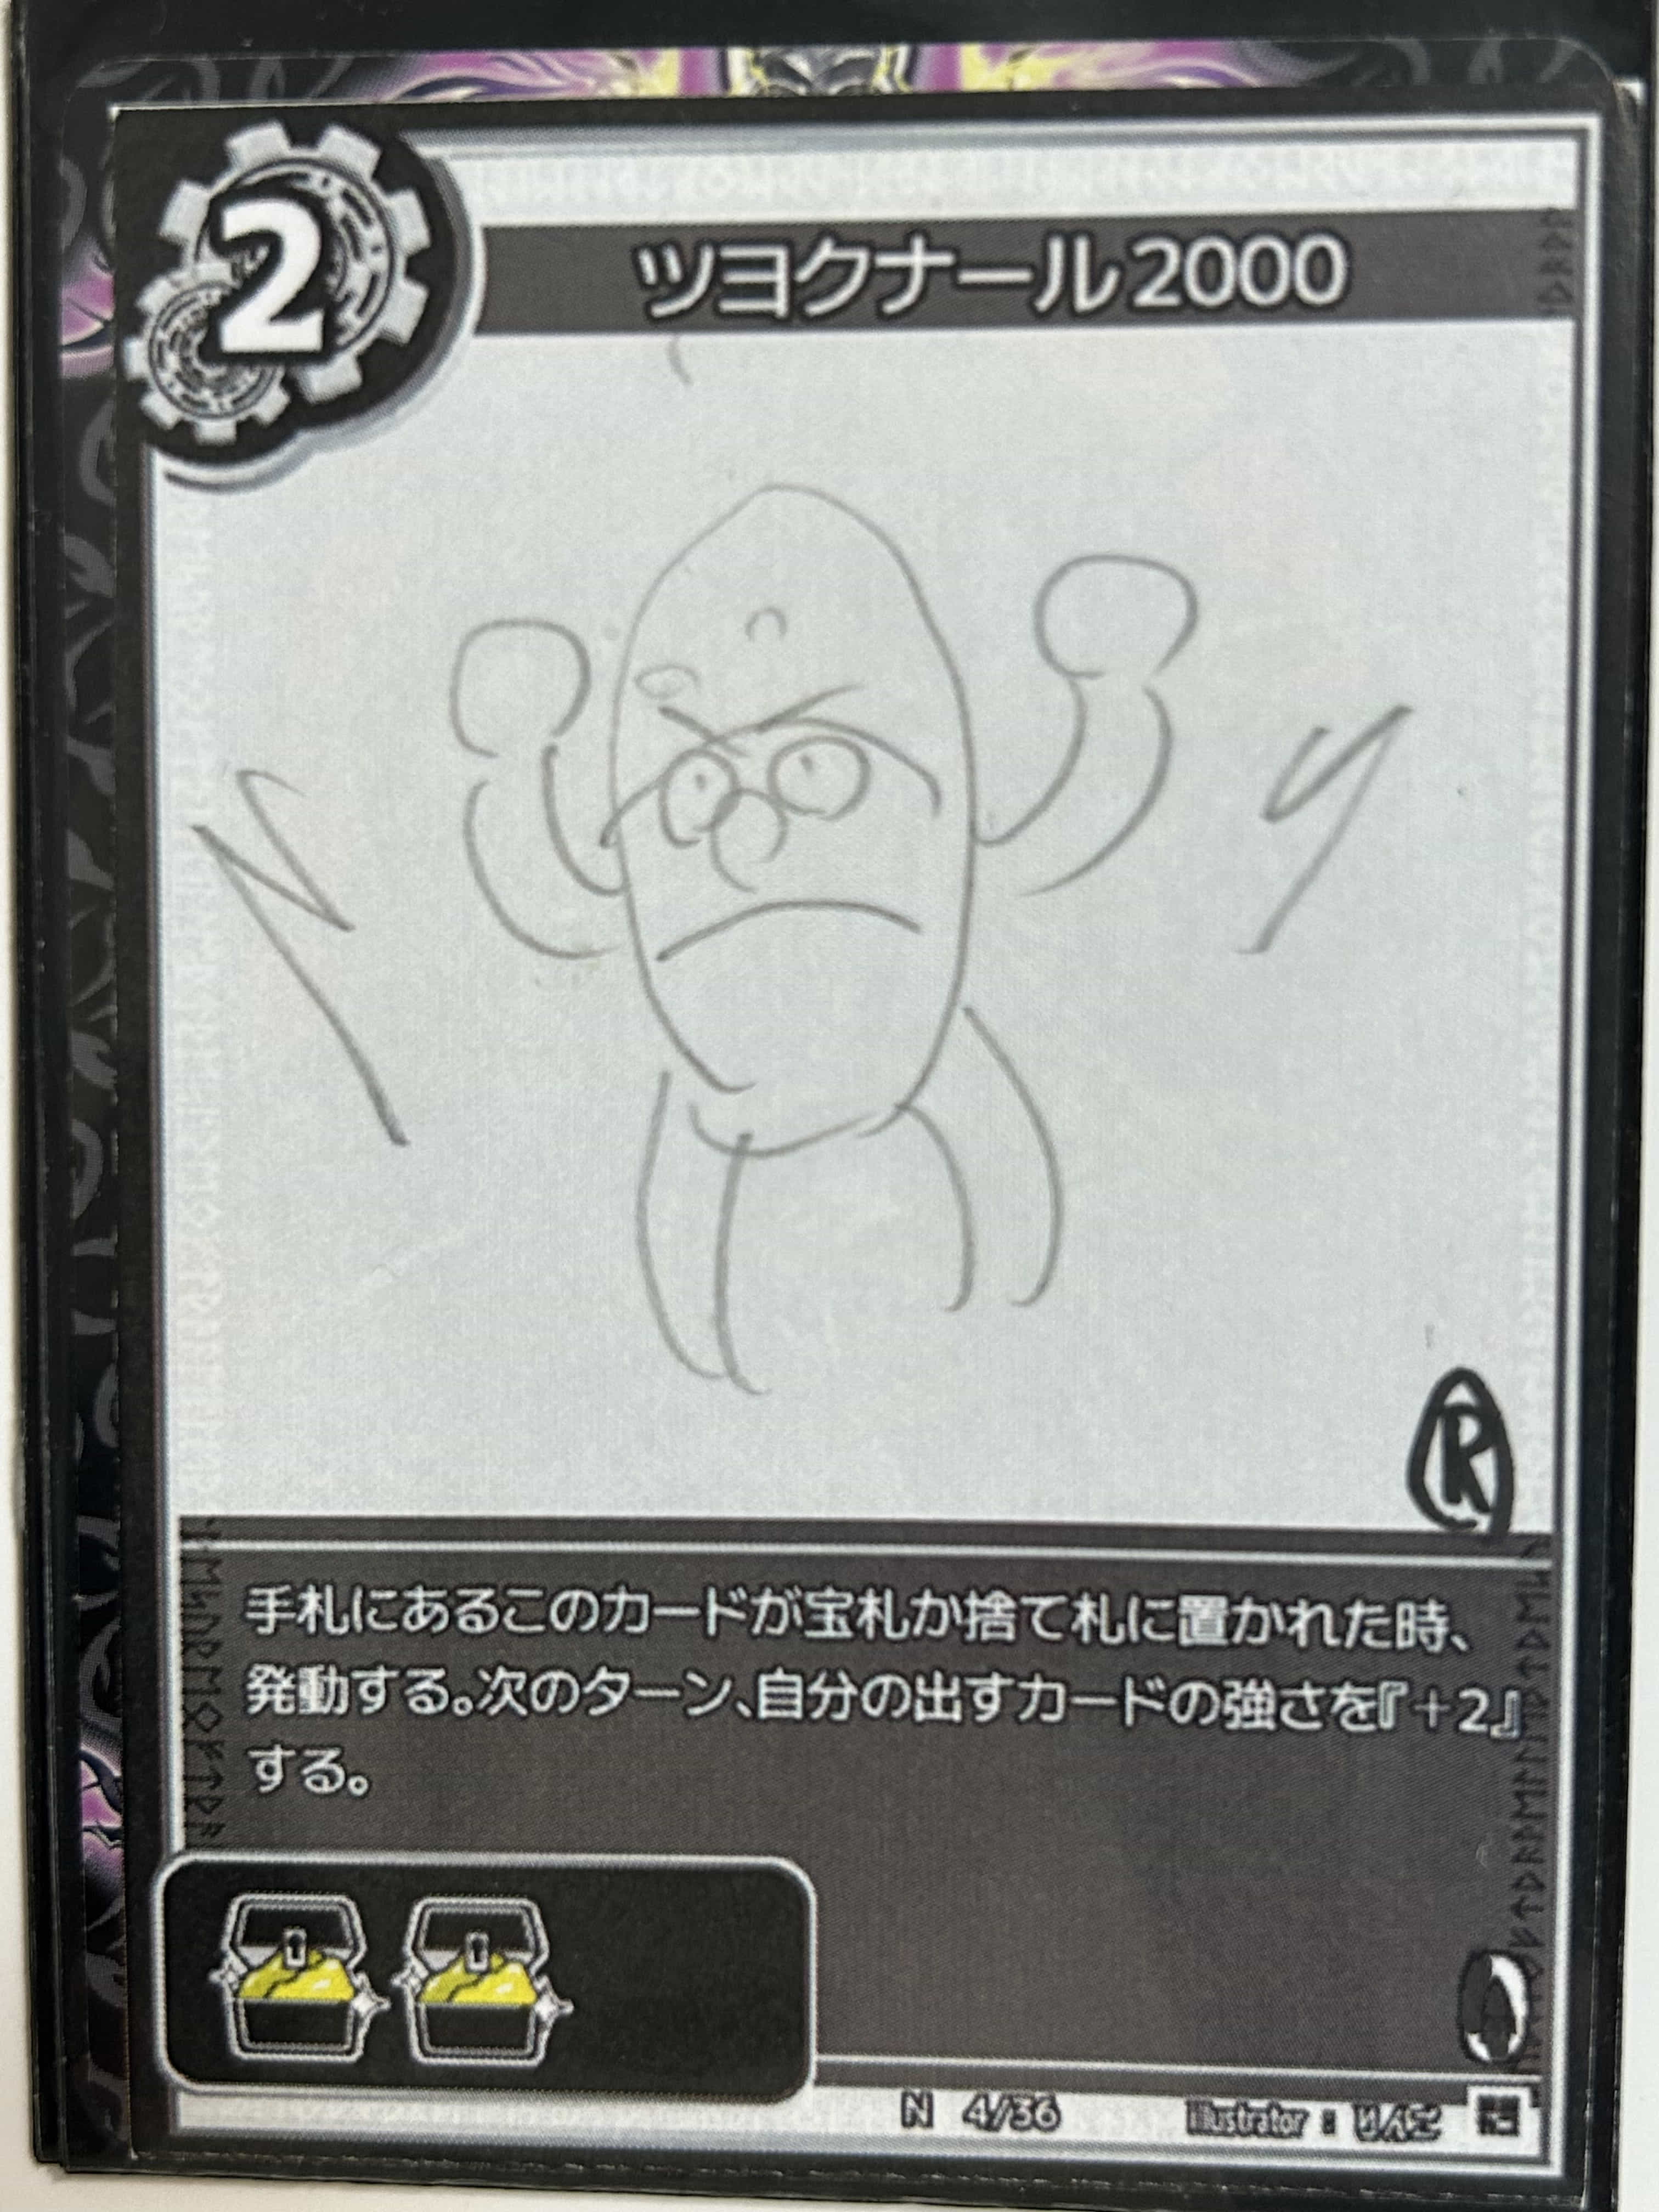 2
ツヨクナール2000
R
手札にあるこのカードが宝札か捨て札に置かれた時、
発動する。次のターン、自分の出すカードの強さを『+2』
する。
N 4/36 Illustrator :